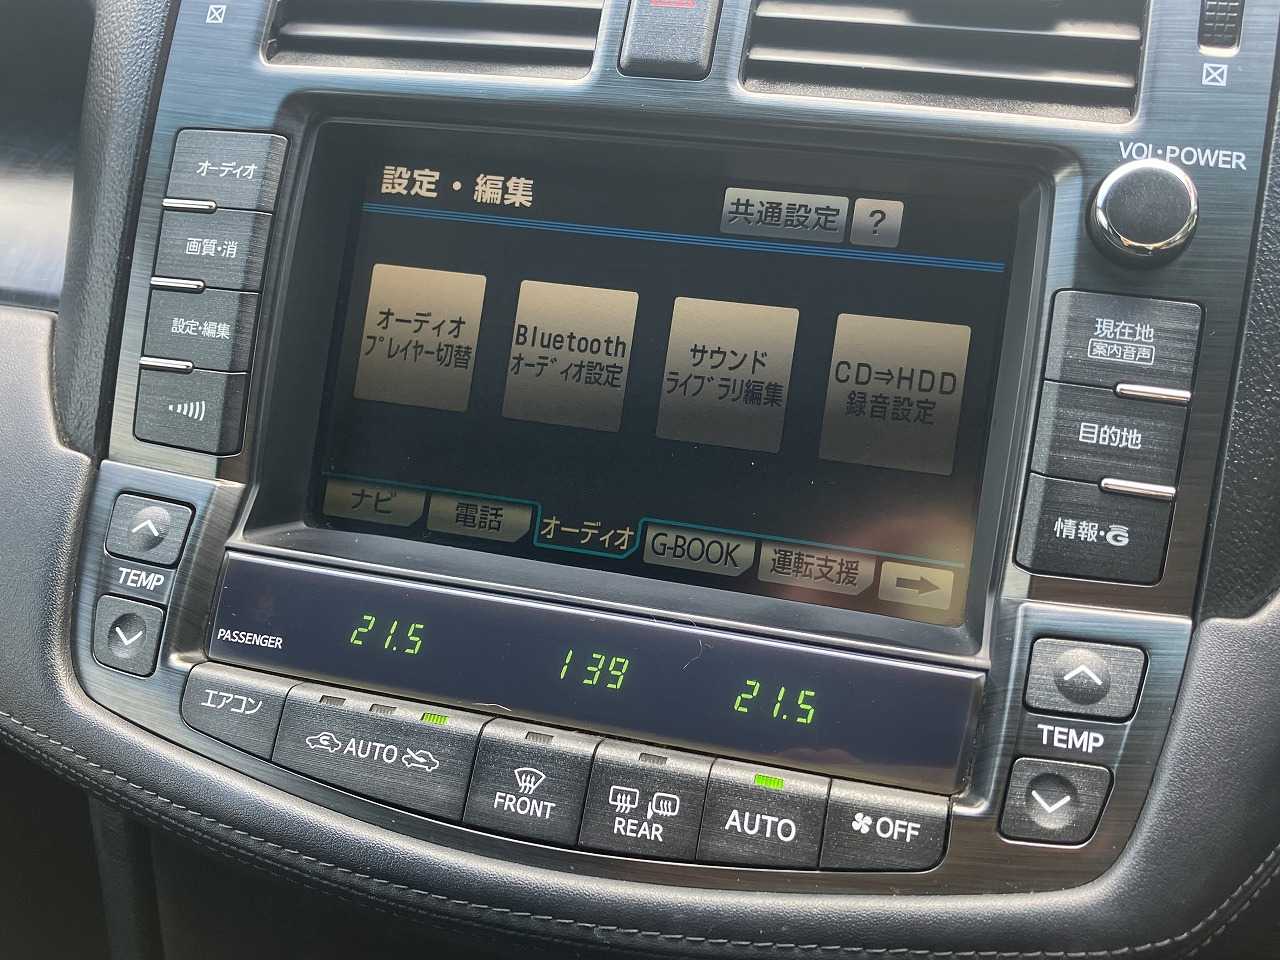 VOL・POWER
オーディオ
画質・消
設定・編集
設定・編集
共通設定
?
オーディオ
プレイヤー切替
Bluetooth
オーディオ設定
サウンド
ライブラリ編集
CD⇒HDD
録音設定
ナビ
電話
オーディオ
G-BOOK
運転支援
現在地
案内音声
目的地
情報・G
TEMP
PASSENGER
21.5
139
21.5
TEMP
エアコン
AUTO
FRONT
REAR
AUTO
OFF